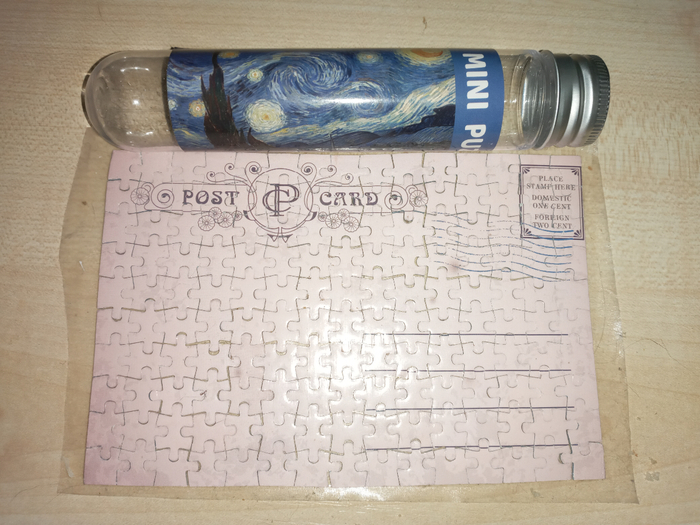 MINI PU
POST CP CARD
PLACE
STAMP HERE
DOMESTIC
ONE CENT
FOREIGN
TWO CENT